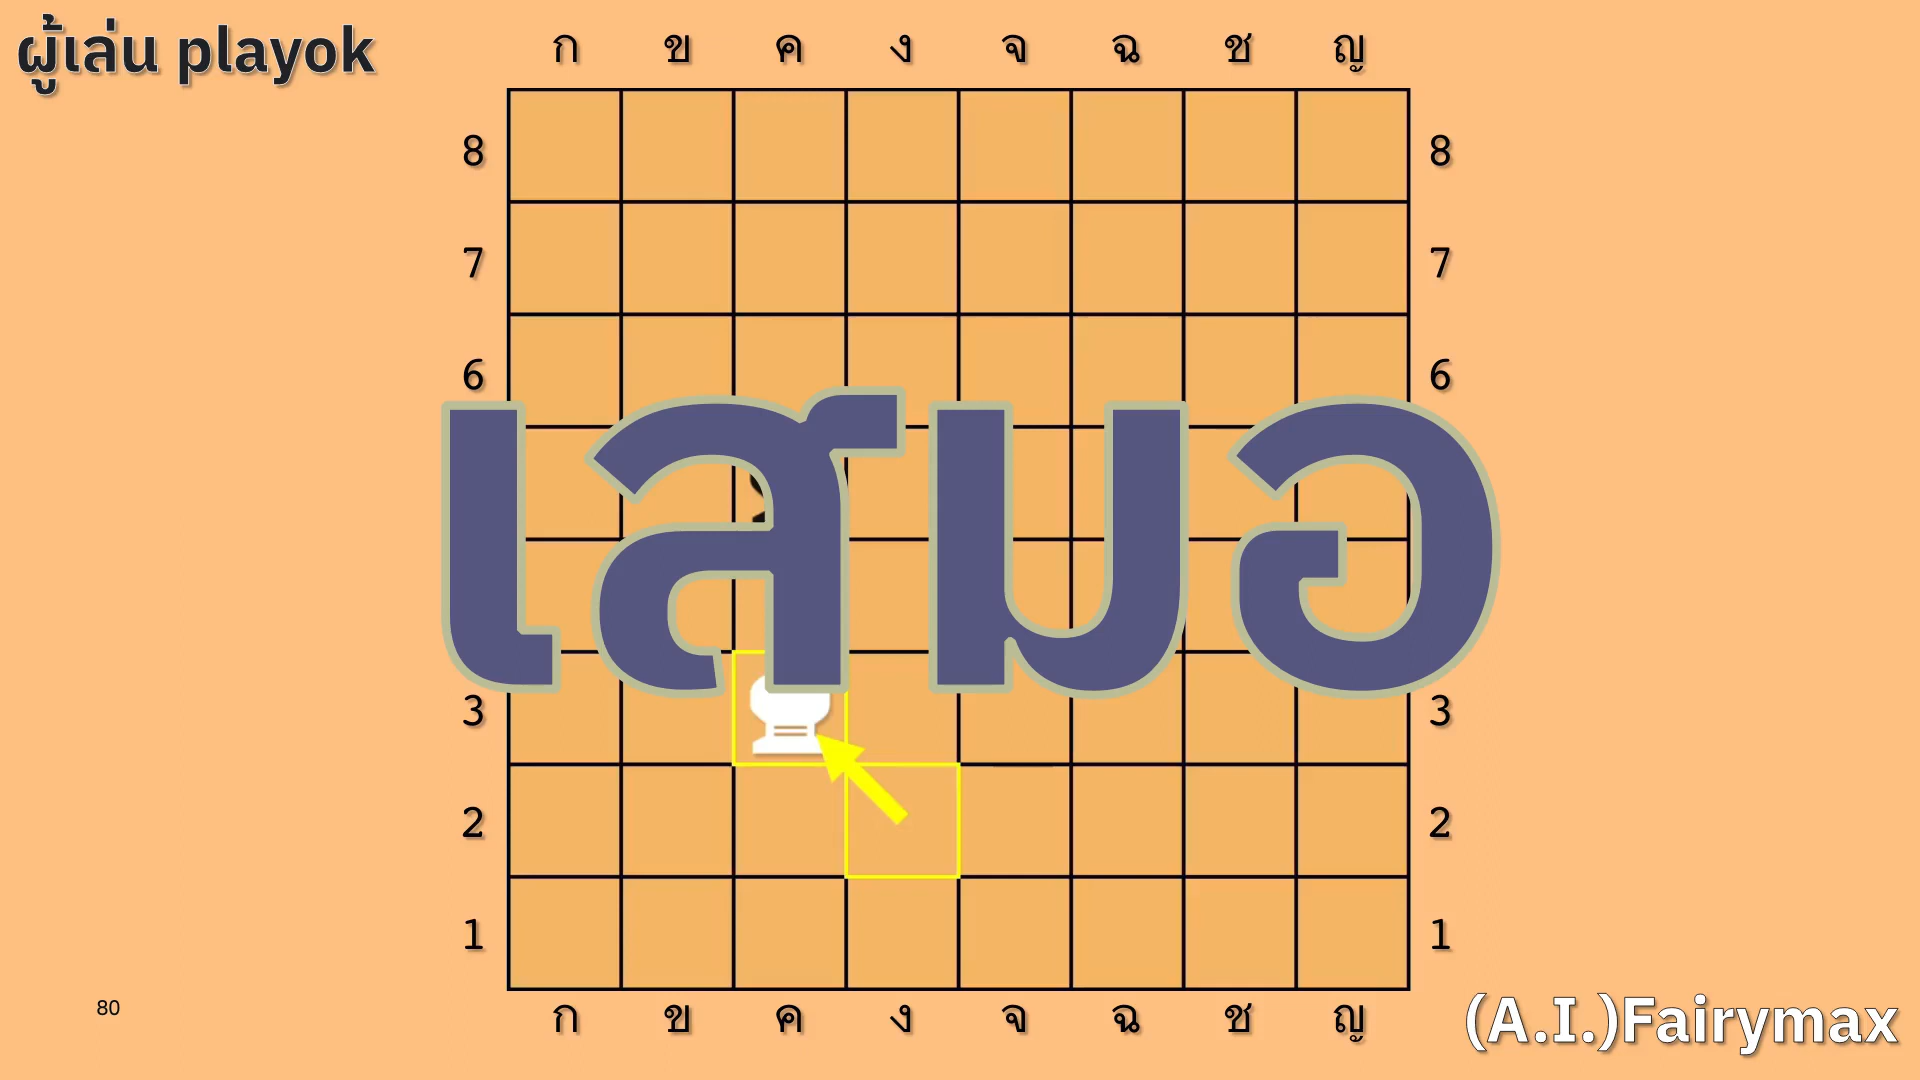 ผู้เล่น playok
ก ข ค ง จ ฉ ช ญ
8 8
7 7
6 6
เสมอ
3 3
2 2
1 1
ก ข ค ง จ ฉ ช ญ
80
(A.I.)Fairymax